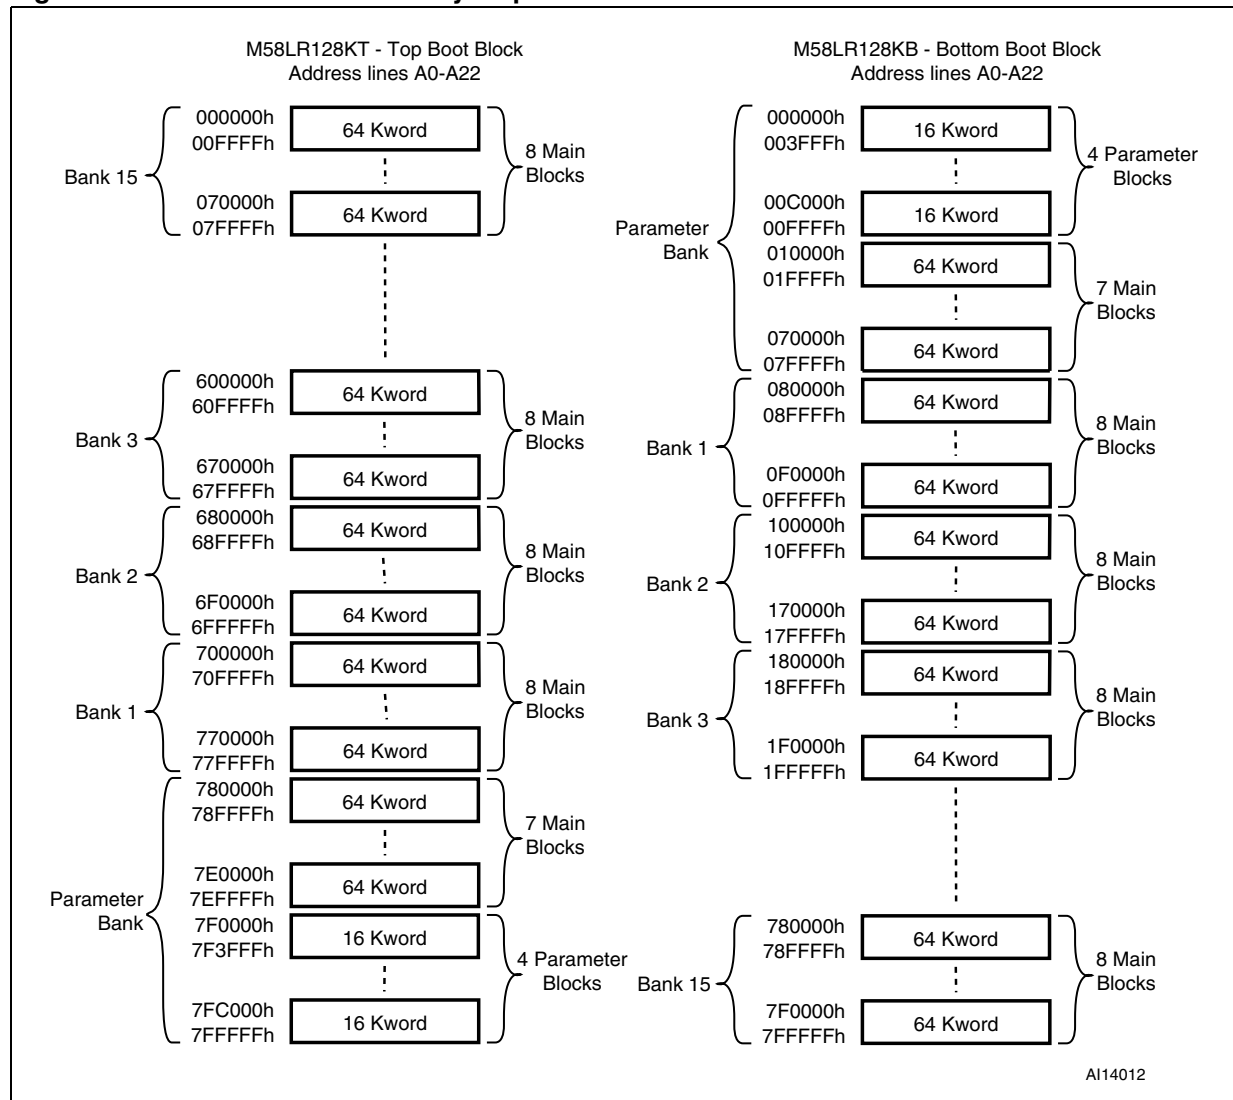 M58LR128KT - Top Boot Block
Address lines A0-A22
Bank 15
000000h
00FFFFh
64 Kword
070000h
07FFFFh
64 Kword
8 Main
Blocks
Bank 3
600000h
60FFFFh
64 Kword
670000h
67FFFFh
64 Kword
8 Main
Blocks
Bank 2
680000h
68FFFFh
64 Kword
6F0000h
6FFFFFh
64 Kword
8 Main
Blocks
Bank 1
700000h
70FFFFh
64 Kword
770000h
77FFFFh
64 Kword
8 Main
Blocks
Parameter
Bank
780000h
78FFFFh
64 Kword
7E0000h
7EFFFFh
64 Kword
7 Main
Blocks
7F0000h
7F3FFFh
16 Kword
7FC000h
7FFFFFh
16 Kword
4 Parameter
Blocks
M58LR128KB - Bottom Boot Block
Address lines A0-A22
Parameter
Bank
000000h
003FFFh
16 Kword
00C000h
00FFFFh
16 Kword
4 Parameter
Blocks
010000h
01FFFFh
64 Kword
070000h
07FFFFh
64 Kword
7 Main
Blocks
Bank 1
080000h
08FFFFh
64 Kword
0F0000h
0FFFFFh
64 Kword
8 Main
Blocks
Bank 2
100000h
10FFFFh
64 Kword
170000h
17FFFFh
64 Kword
8 Main
Blocks
Bank 3
180000h
18FFFFh
64 Kword
1F0000h
1FFFFFh
64 Kword
8 Main
Blocks
Bank 15
780000h
78FFFFh
64 Kword
7F0000h
7FFFFFh
64 Kword
8 Main
Blocks
AI14012